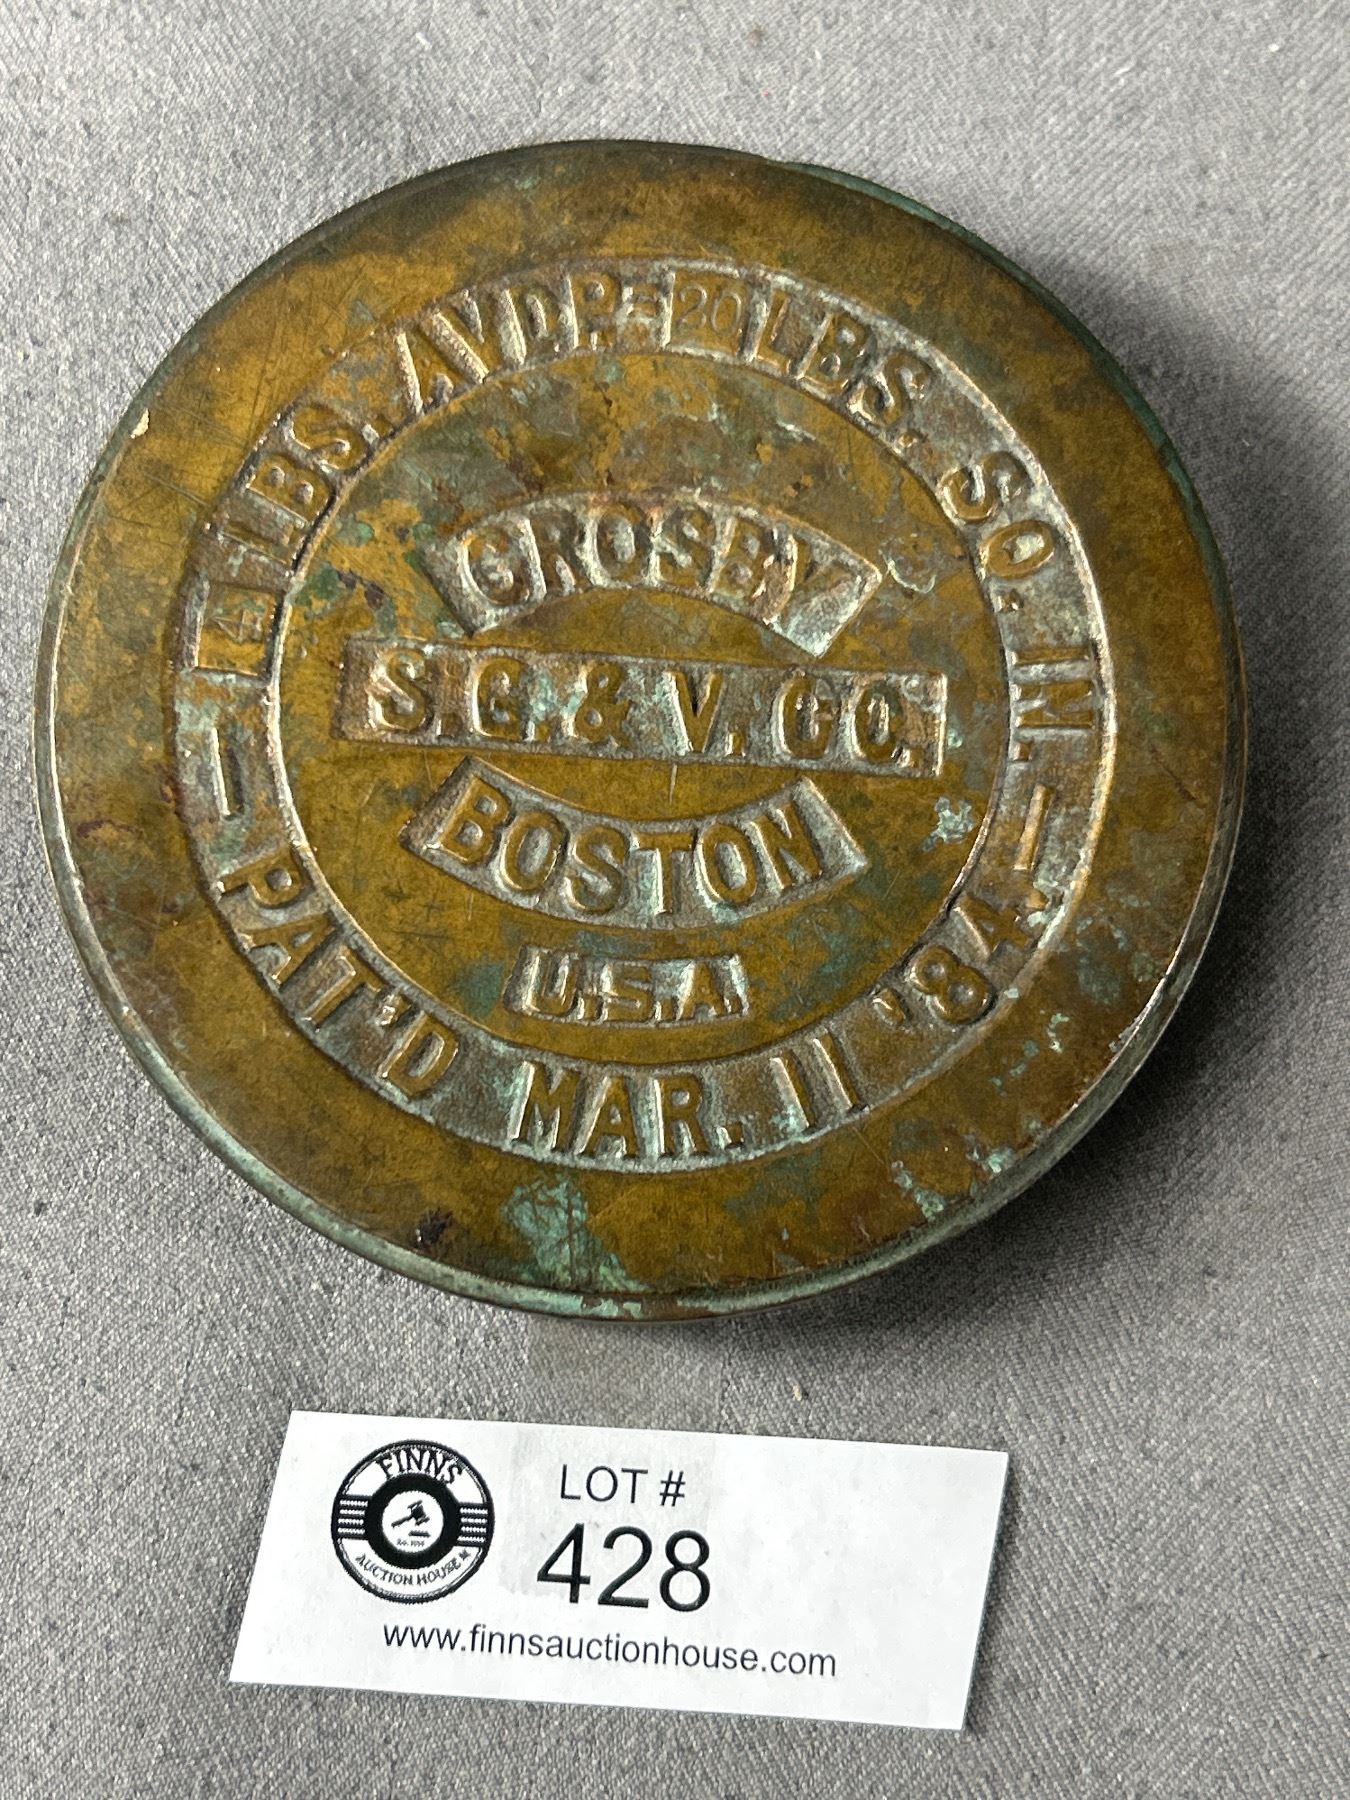 4 LBS. AVDP. = 20 LBS. SQ. IN.
CROSBY
S.G. & V. CO.
BOSTON
U.S.A.
— PAT'D MAR. 11 '84 —
FINNS
AUCTION HOUSE
LOT #
428
www.finnsauctionhouse.com